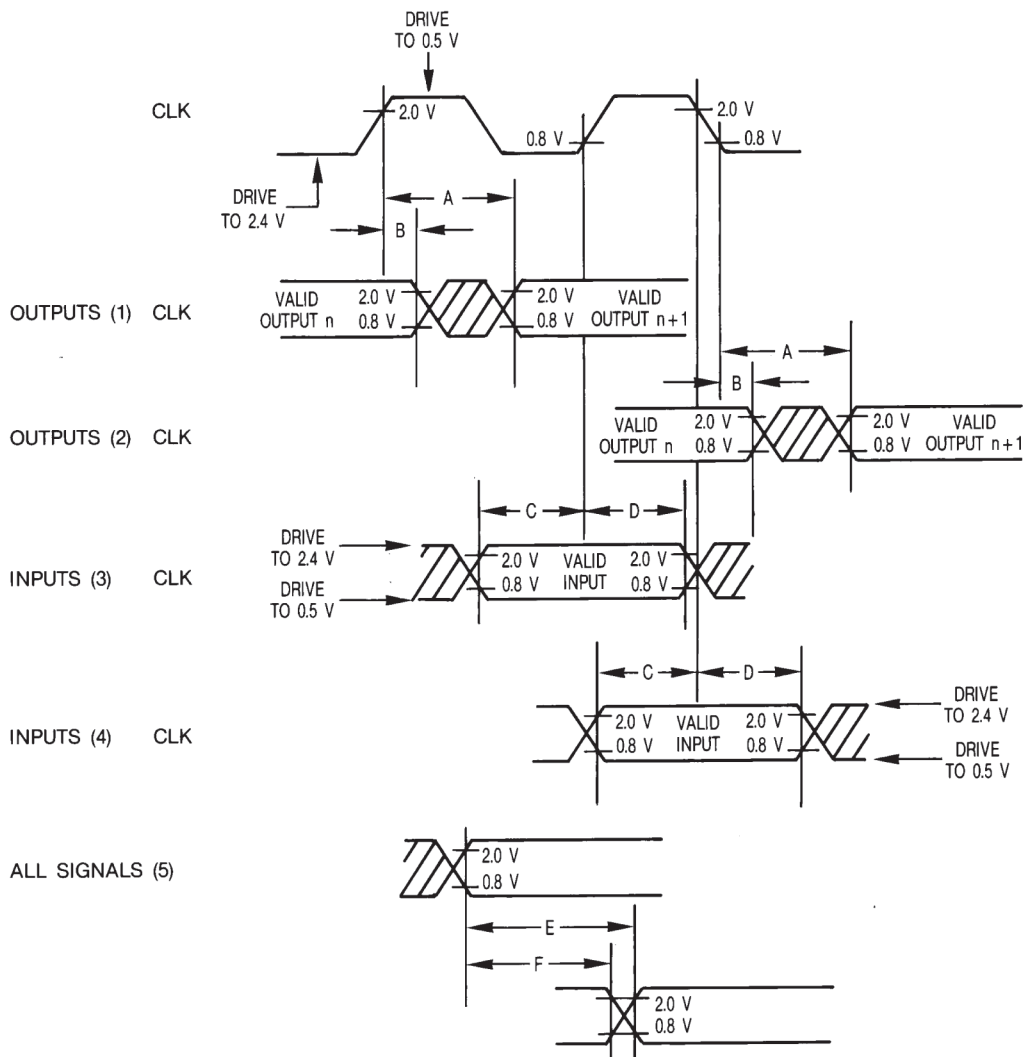 DRIVE
TO 0.5 V
CLK
2.0 V
2.0 V
0.8 V
0.8 V
DRIVE
TO 2.4 V
A
B
OUTPUTS (1) CLK
VALID
OUTPUT n
2.0 V
0.8 V
2.0 V
0.8 V
VALID
OUTPUT n+1
A
B
OUTPUTS (2) CLK
VALID
OUTPUT n
2.0 V
0.8 V
2.0 V
0.8 V
VALID
OUTPUT n+1
C
D
DRIVE
TO 2.4 V
INPUTS (3) CLK
DRIVE
TO 0.5 V
2.0 V
0.8 V
VALID
INPUT
2.0 V
0.8 V
C
D
INPUTS (4) CLK
2.0 V
0.8 V
VALID
INPUT
2.0 V
0.8 V
DRIVE
TO 2.4 V
DRIVE
TO 0.5 V
ALL SIGNALS (5)
2.0 V
0.8 V
E
F
2.0 V
0.8 V